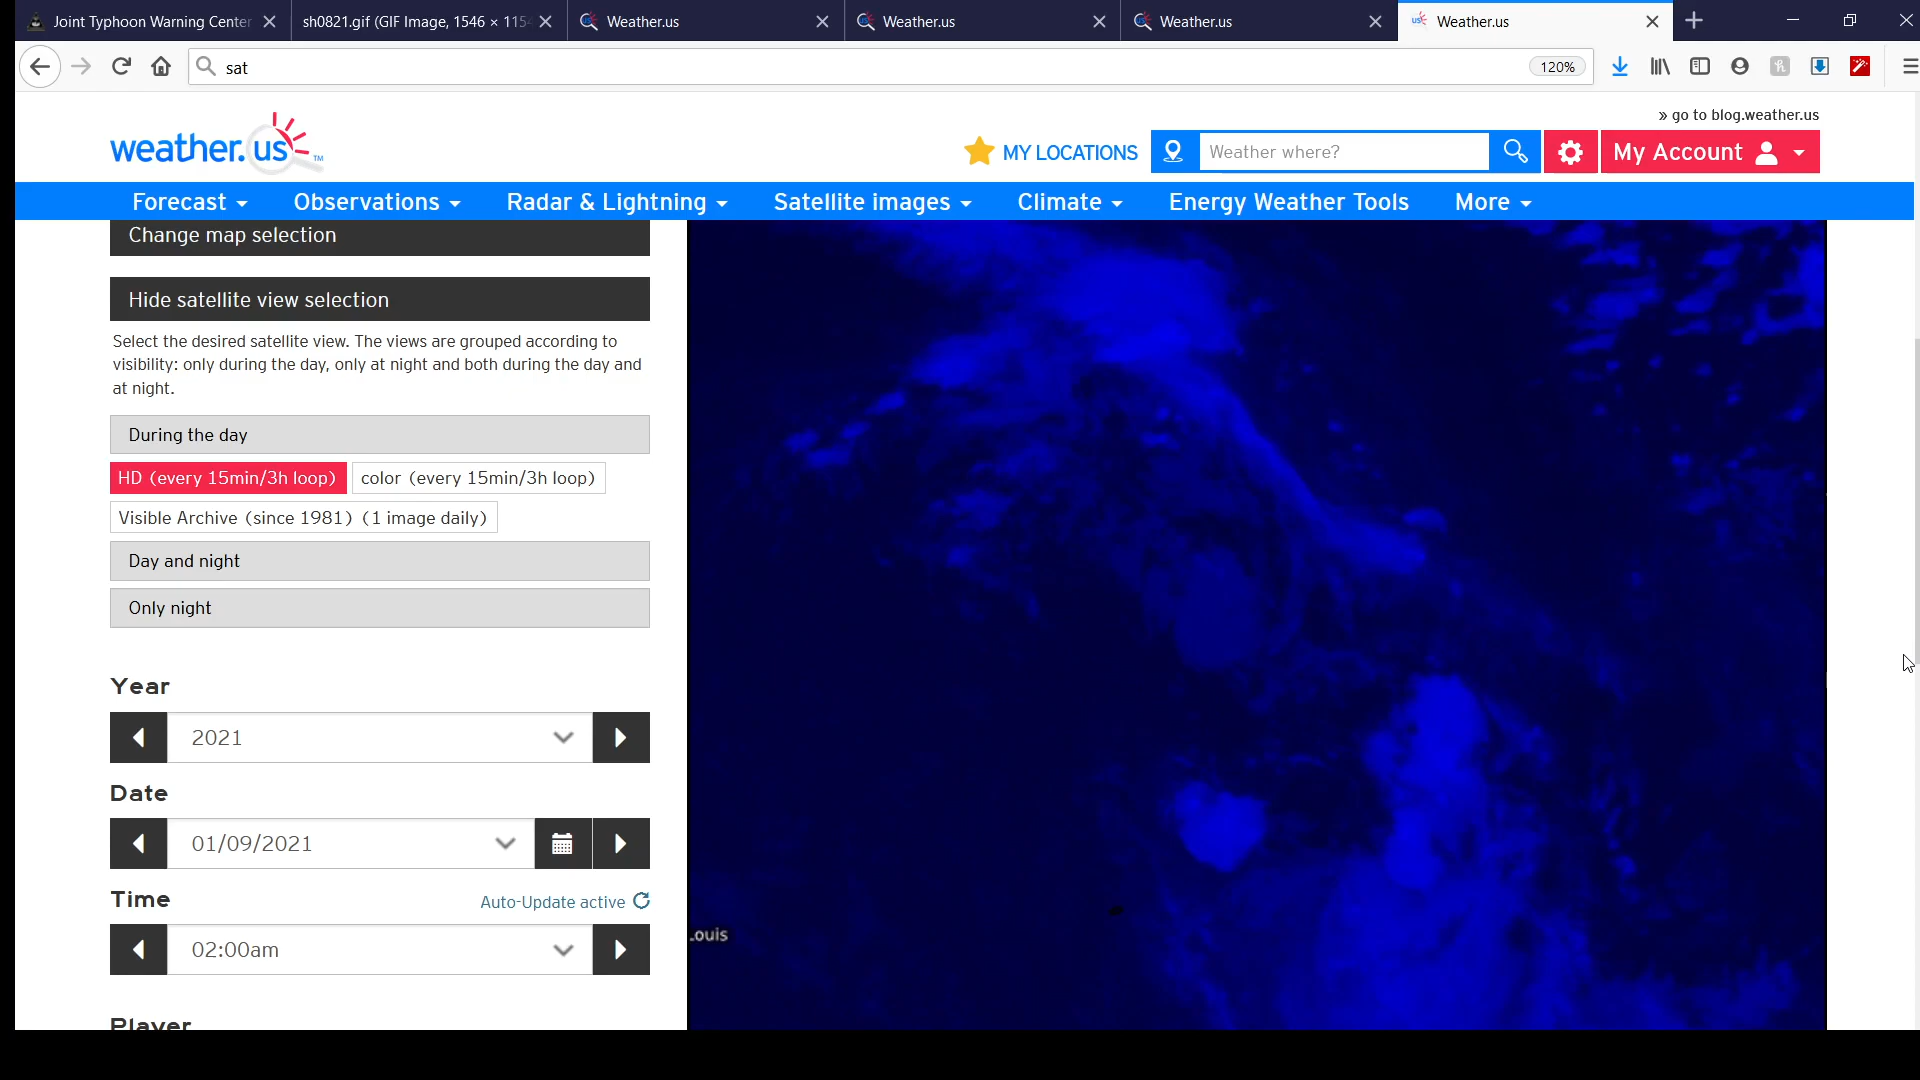 Joint Typhoon Warning Center
sh0821.gif (GIF Image, 1546 × 115
Weather.us
Weather.us
Weather.us
Weather.us
sat
120%
» go to blog.weather.us
weather.us™
MY LOCATIONS
Weather where?
My Account
Forecast
Observations
Radar & Lightning
Satellite images
Climate
Energy Weather Tools
More
Change map selection
Hide satellite view selection
Select the desired satellite view. The views are grouped according to
visibility: only during the day, only at night and both during the day and
at night.
During the day
HD (every 15min/3h loop)
color (every 15min/3h loop)
Visible Archive (since 1981) (1 image daily)
Day and night
Only night
Year
2021
Date
01/09/2021
Time
Auto-Update active
02:00am
Player
Louis